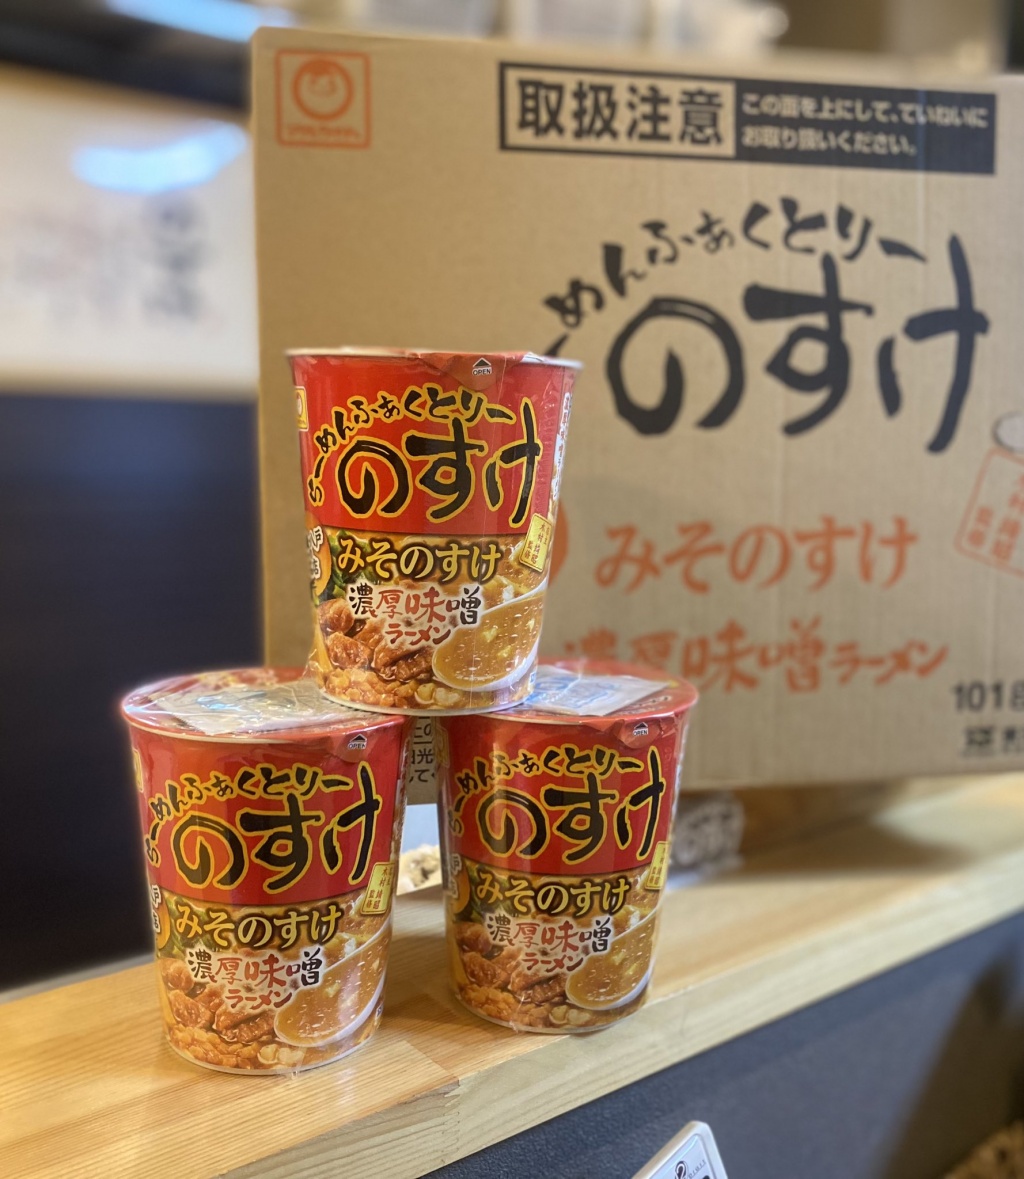 取扱注意
この面を上にして、ていねいに
お取り扱いください。
らーめんふぁくとりー
のすけ
みそのすけ
濃厚味噌ラーメン
101
OPEN
らーめんふぁくとりー
のすけ
みそのすけ
濃厚味噌
ラーメン
OPEN
らーめんふぁくとりー
のすけ
みそのすけ
濃厚味噌
ラーメン
OPEN
らーめんふぁくとりー
のすけ
みそのすけ
濃厚味噌
ラーメン